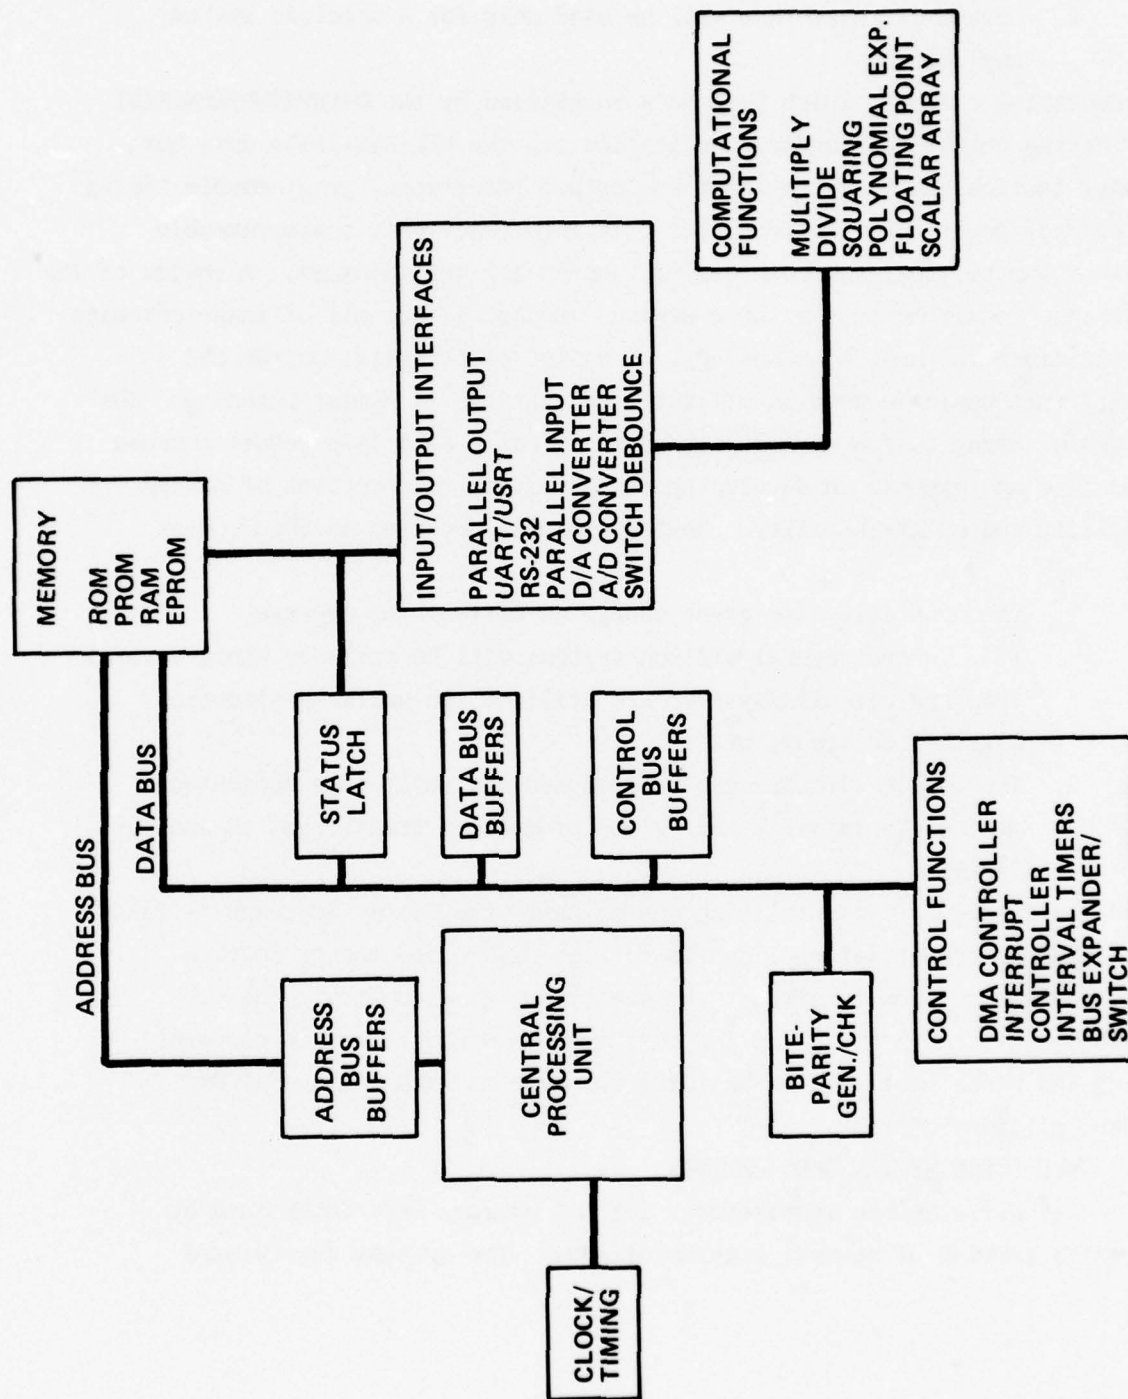 MEMORY
ROM
PROM
RAM
EPROM
ADDRESS BUS
DATA BUS
INPUT/OUTPUT INTERFACES
PARALLEL OUTPUT
UART/USRT
RS-232
PARALLEL INPUT
D/A CONVERTER
A/D CONVERTER
SWITCH DEBOUNCE
COMPUTATIONAL
FUNCTIONS
MULITIPLY
DIVIDE
SQUARING
POLYNOMIAL EXP.
FLOATING POINT
SCALAR ARRAY
STATUS
LATCH
DATA BUS
BUFFERS
CONTROL
BUS
BUFFERS
ADDRESS
BUS
BUFFERS
CENTRAL
PROCESSING
UNIT
CLOCK/
TIMING
BITE-
PARITY
GEN./CHK
CONTROL FUNCTIONS
DMA CONTROLLER
INTERRUPT
CONTROLLER
INTERVAL TIMERS
BUS EXPANDER/
SWITCH